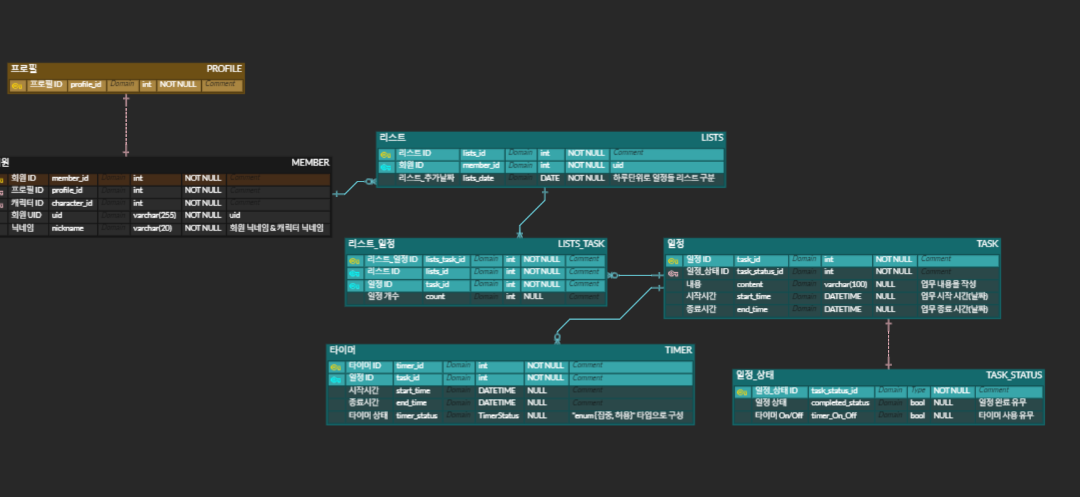 프로필 PROFILE
프로필 ID profile_id Domain int NOT NULL Comment
원 MEMBER
회원 ID member_id Domain int NOT NULL Comment
프로필 ID profile_id Domain int NOT NULL Comment
캐릭터 ID character_id Domain int NOT NULL Comment
회원 UID uid Domain varchar(255) NOT NULL uid
닉네임 nickname Domain varchar(20) NOT NULL 회원 닉네임 & 캐릭터 닉네임
리스트 LISTS
리스트 ID lists_id Domain int NOT NULL Comment
회원 ID member_id Domain int NOT NULL uid
리스트_추가날짜 lists_date Domain DATE NOT NULL 하루단위로 일정들 리스트 구분
리스트_일정 LISTS_TASK
리스트_일정 ID lists_task_id Domain int NOT NULL Comment
리스트 ID lists_id Domain int NOT NULL Comment
일정 ID task_id Domain int NOT NULL Comment
일정 개수 count Domain int NULL Comment
일정 TASK
일정 ID task_id Domain int NOT NULL Comment
일정_상태 ID task_status_id Domain int NOT NULL Comment
내용 content Domain varchar(100) NULL 업무 내용을 작성
시작시간 start_time Domain DATETIME NULL 업무 시작 시간(날짜)
종료시간 end_time Domain DATETIME NULL 업무 종료 시간(날짜)
타이머 TIMER
타이머 ID timer_id Domain int NOT NULL Comment
일정 ID task_id Domain int NOT NULL Comment
시작시간 start_time Domain DATETIME NULL Comment
종료시간 end_time Domain DATETIME NULL Comment
타이머 상태 timer_status Domain TimerStatus NULL "enum{집중, 허용}" 타입으로 구성
일정_상태 TASK_STATUS
일정_상태 ID task_status_id Domain Type NOT NULL Comment
일정 상태 completed_status Domain bool NULL 일정 완료 유무
타이머 On/Off timer_On_Off Domain bool NULL 타이머 사용 유무